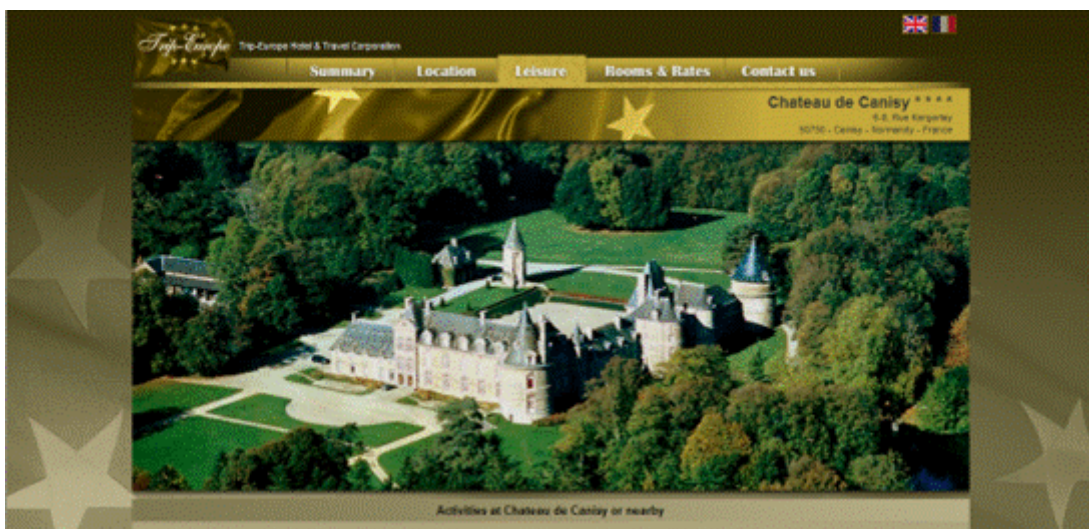 Trip-Europe
Trip-Europe Hotel & Travel Corporation
Summary
Location
Leisure
Rooms & Rates
Contact us
Chateau de Canisy ****
6-8, Rue Kergorlay
50750 - Canisy - Normandy - France
Activities at Chateau de Canisy or nearby